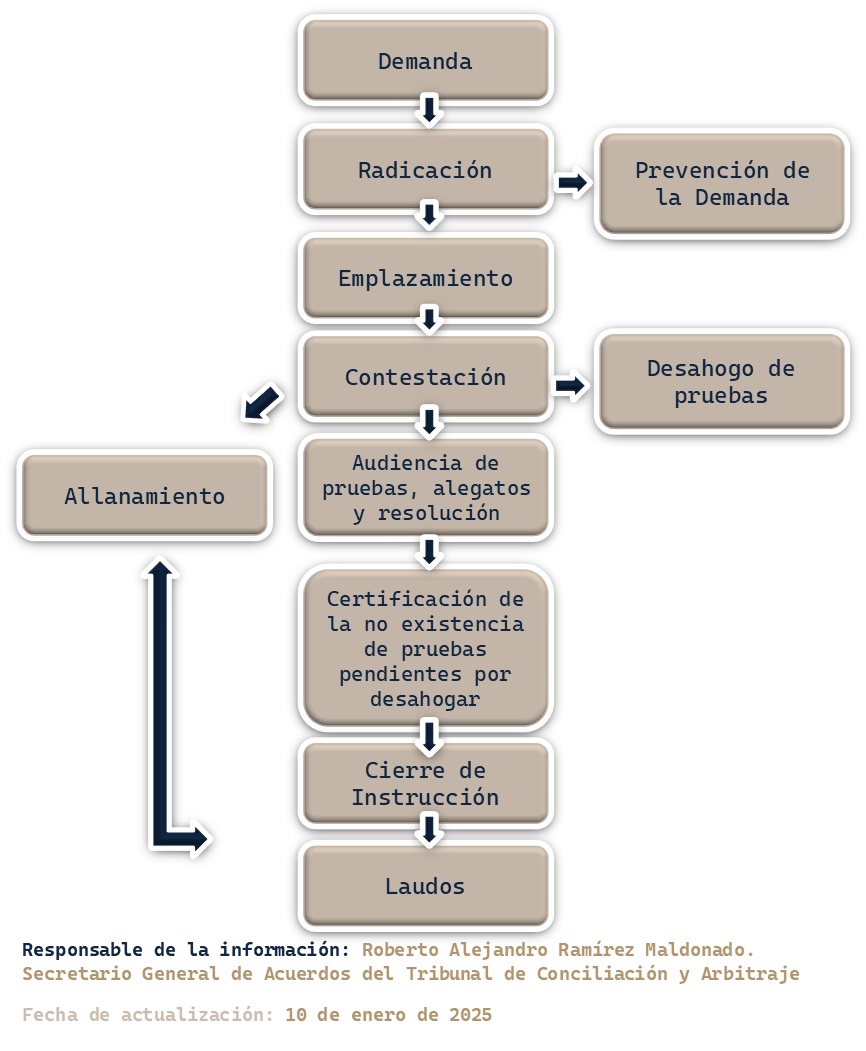 Demanda
Radicación
Prevención de
la Demanda
Emplazamiento
Contestación
Desahogo de
pruebas
Allanamiento
Audiencia de
pruebas, alegatos
y resolución
Certificación de
la no existencia
de pruebas
pendientes por
desahogar
Cierre de
Instrucción
Laudos
Responsable de la información: Roberto Alejandro Ramírez Maldonado.
Secretario General de Acuerdos del Tribunal de Conciliación y Arbitraje
Fecha de actualización: 10 de enero de 2025